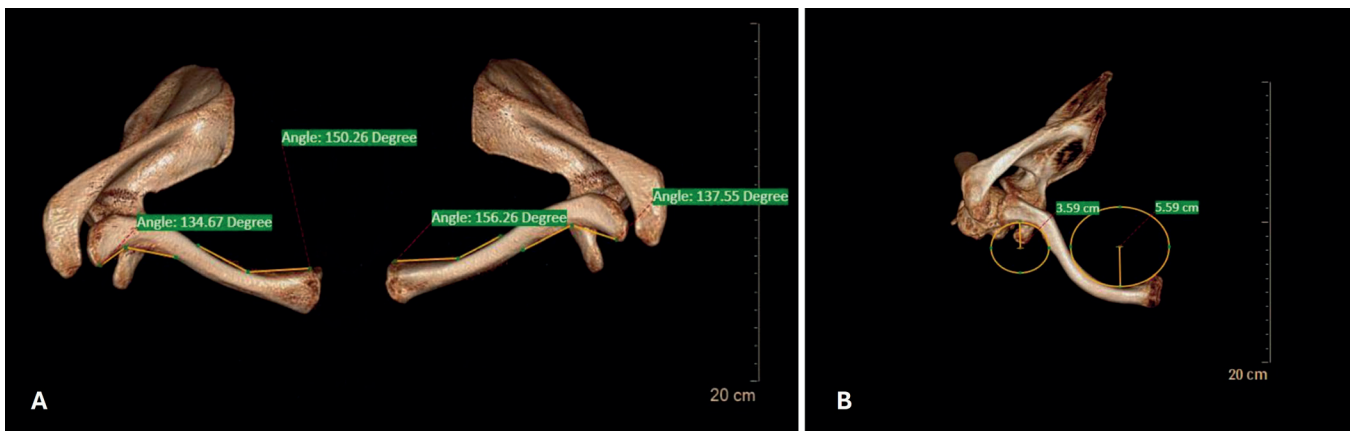 Angle: 150.26 Degree
Angle: 137.55 Degree
Angle: 134.67 Degree
Angle: 156.26 Degree
20 cm
A
3.59 cm
5.59 cm
20 cm
B